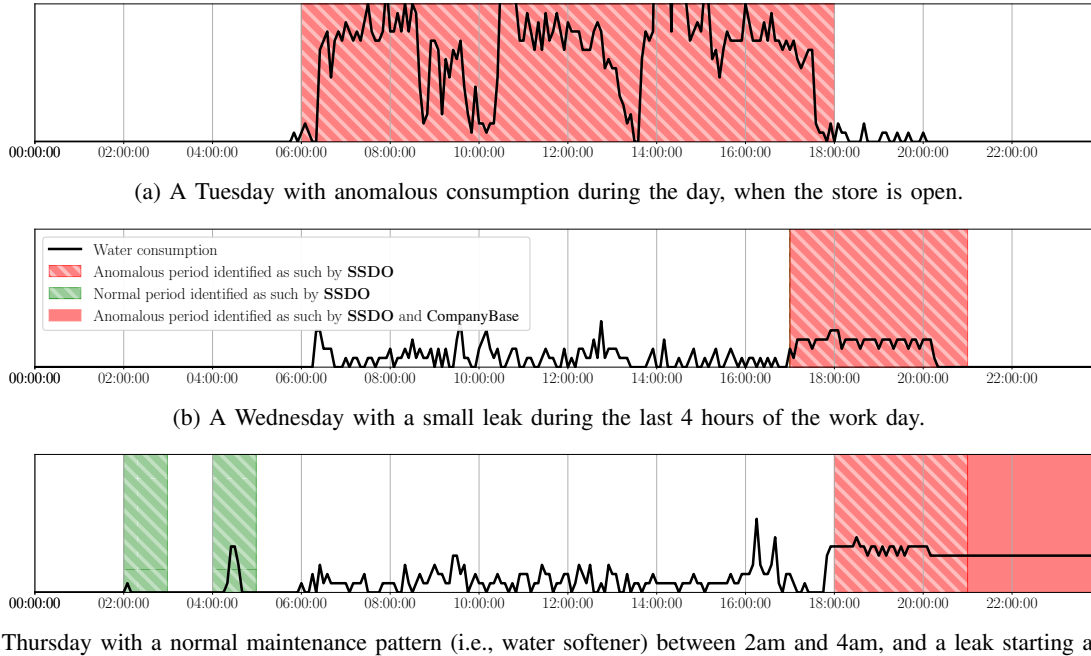 00:00:00 02:00:00 04:00:00 06:00:00 08:00:00 10:00:00 12:00:00 14:00:00 16:00:00 18:00:00 20:00:00 22:00:00
(a) A Tuesday with anomalous consumption during the day, when the store is open.
Water consumption
Anomalous period identified as such by SSDO
Normal period identified as such by SSDO
Anomalous period identified as such by SSDO and CompanyBase
00:00:00 02:00:00 04:00:00 06:00:00 08:00:00 10:00:00 12:00:00 14:00:00 16:00:00 18:00:00 20:00:00 22:00:00
(b) A Wednesday with a small leak during the last 4 hours of the work day.
00:00:00 02:00:00 04:00:00 06:00:00 08:00:00 10:00:00 12:00:00 14:00:00 16:00:00 18:00:00 20:00:00 22:00:00
Thursday with a normal maintenance pattern (i.e., water softener) between 2am and 4am, and a leak starting a